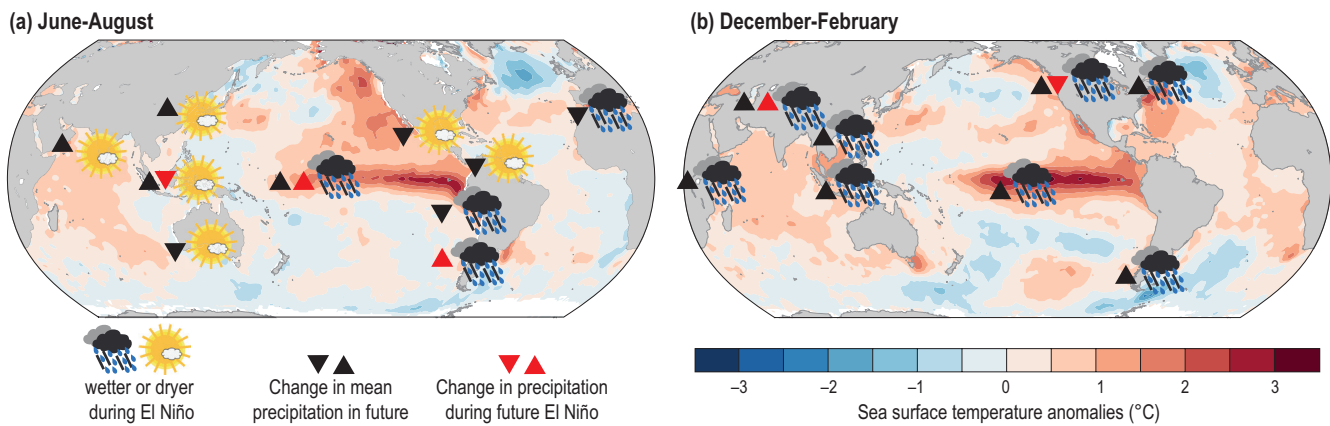 (a) June-August
(b) December-February
wetter or dryer
during El Niño
Change in mean
precipitation in future
Change in precipitation
during future El Niño
–3 –2 –1 0 1 2 3
Sea surface temperature anomalies (°C)